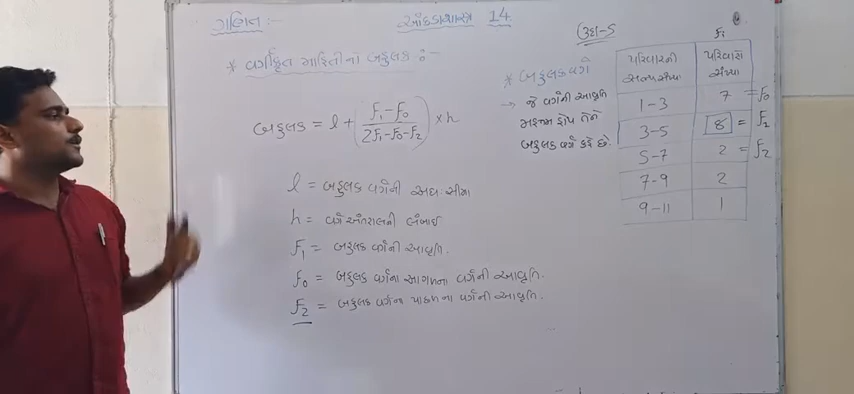 ગણિત :-
આંકડાશાસ્ત્ર 14
* વર્ગીકૃત માહિતીનો બહુલક :-
બહુલક = l + ( f₁ - f₀ / 2f₁ - f₀ - f₂ ) × h
l = બહુલક વર્ગની અધઃસીમા
h = વર્ગ અંતરાલની લંબાઈ
f₁ = બહુલક વર્ગની આવૃત્તિ.
f₀ = બહુલક વર્ગના આગળના વર્ગની આવૃત્તિ.
f₂ = બહુલક વર્ગના પાછળના વર્ગની આવૃત્તિ.
* બહુલક વર્ગ
→ જે વર્ગની આવૃત્તિ
મહત્તમ હોય તેને
બહુલક વર્ગ કહે છે.
ઉદા-5
fi
પરિવારની સભ્યસંખ્યા પરિવારો સંખ્યા
1-3 7 = f₀
3-5 8 = f₁
5-7 2 = f₂
7-9 2
9-11 1